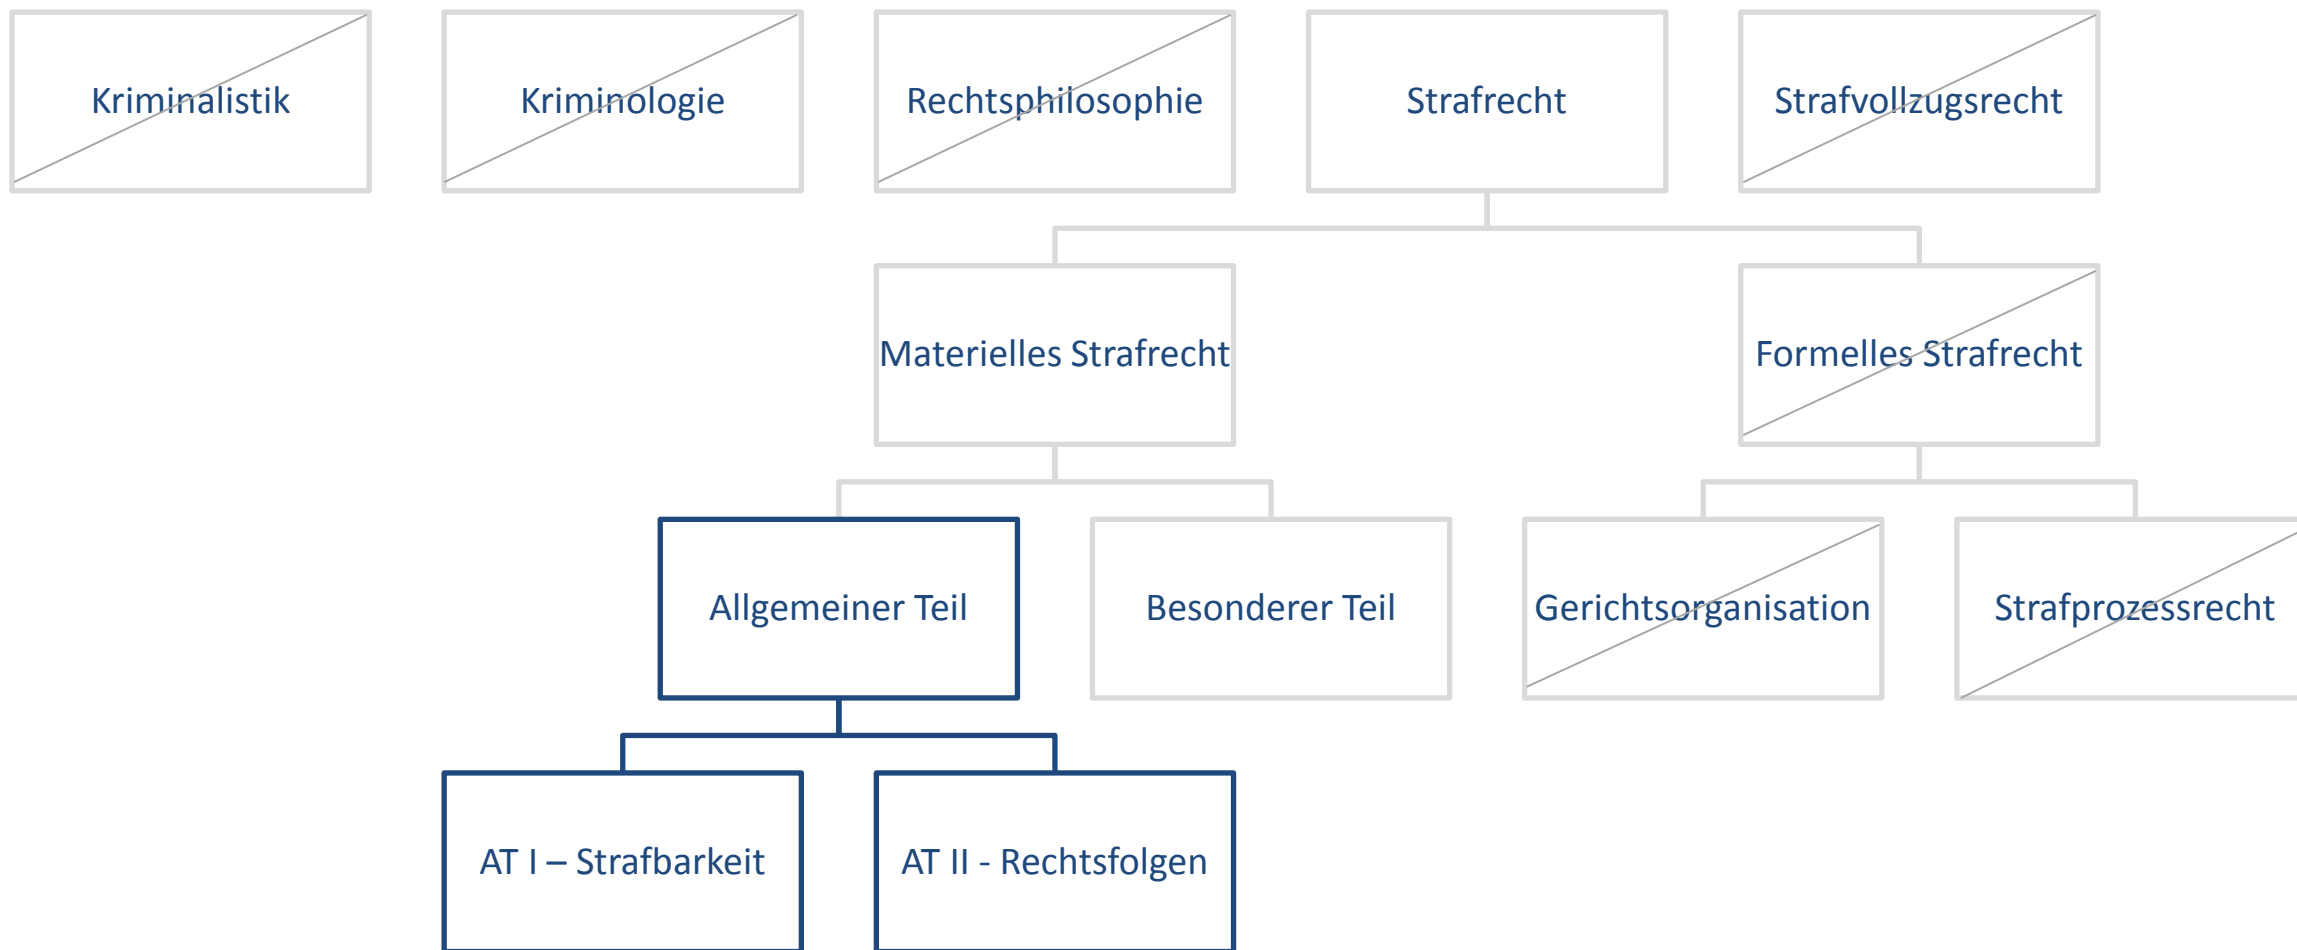 Kriminalistik
Kriminologie
Rechtsphilosophie
Strafrecht
Strafvollzugsrecht
Materielles Strafrecht
Formelles Strafrecht
Allgemeiner Teil
Besonderer Teil
Gerichtsorganisation
Strafprozessrecht
AT I – Strafbarkeit
AT II - Rechtsfolgen